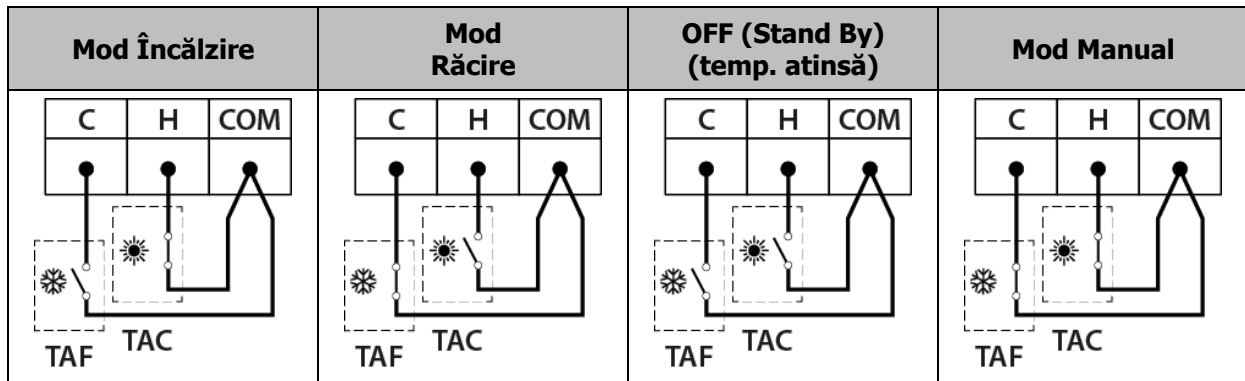 Mod Încălzire
Mod
Răcire
OFF (Stand By)
(temp. atinsă)
Mod Manual
C H COM
TAF TAC
C H COM
TAF TAC
C H COM
TAF TAC
C H COM
TAF TAC